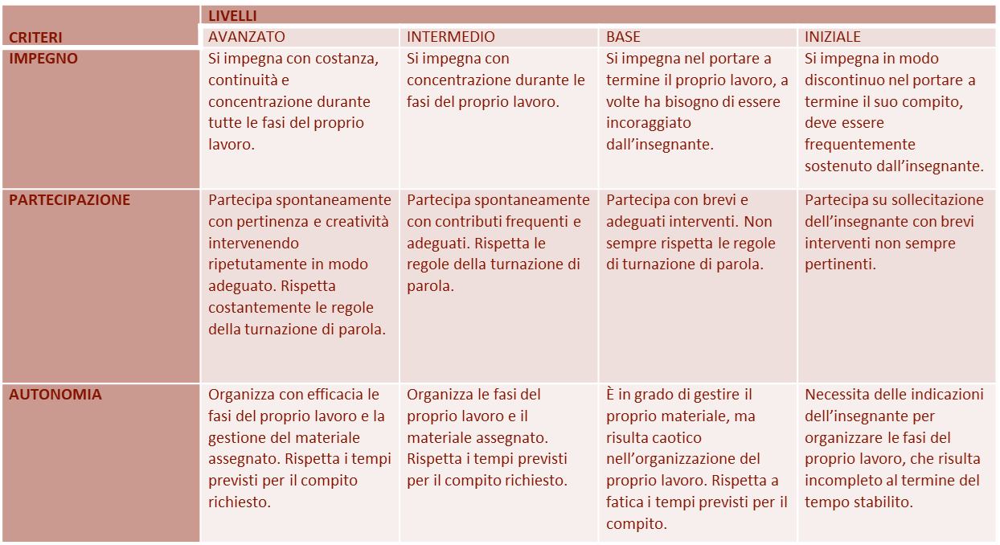 LIVELLI
CRITERI
AVANZATO
INTERMEDIO
BASE
INIZIALE
IMPEGNO
Si impegna con costanza,
continuità e
concentrazione durante
tutte le fasi del proprio
lavoro.
Si impegna con
concentrazione durante le
fasi del proprio lavoro.
Si impegna nel portare a
termine il proprio lavoro, a
volte ha bisogno di essere
incoraggiato
dall’insegnante.
Si impegna in modo
discontinuo nel portare a
termine il suo compito,
deve essere
frequentemente
sostenuto dall’insegnante.
PARTECIPAZIONE
Partecipa spontaneamente
con pertinenza e creatività
intervenendo
ripetutamente in modo
adeguato. Rispetta
costantemente le regole
della turnazione di parola.
Partecipa spontaneamente
con contributi frequenti e
adeguati. Rispetta le
regole della turnazione di
parola.
Partecipa con brevi e
adeguati interventi. Non
sempre rispetta le regole
di turnazione di parola.
Partecipa su sollecitazione
dell’insegnante con brevi
interventi non sempre
pertinenti.
AUTONOMIA
Organizza con efficacia le
fasi del proprio lavoro e la
gestione del materiale
assegnato. Rispetta i tempi
previsti per il compito
richiesto.
Organizza le fasi del
proprio lavoro e il
materiale assegnato.
Rispetta i tempi previsti
per il compito richiesto.
È in grado di gestire il
proprio materiale, ma
risulta caotico
nell’organizzazione del
proprio lavoro. Rispetta a
fatica i tempi previsti per il
compito.
Necessita delle indicazioni
dell’insegnante per
organizzare le fasi del
proprio lavoro, che risulta
incompleto al termine del
tempo stabilito.